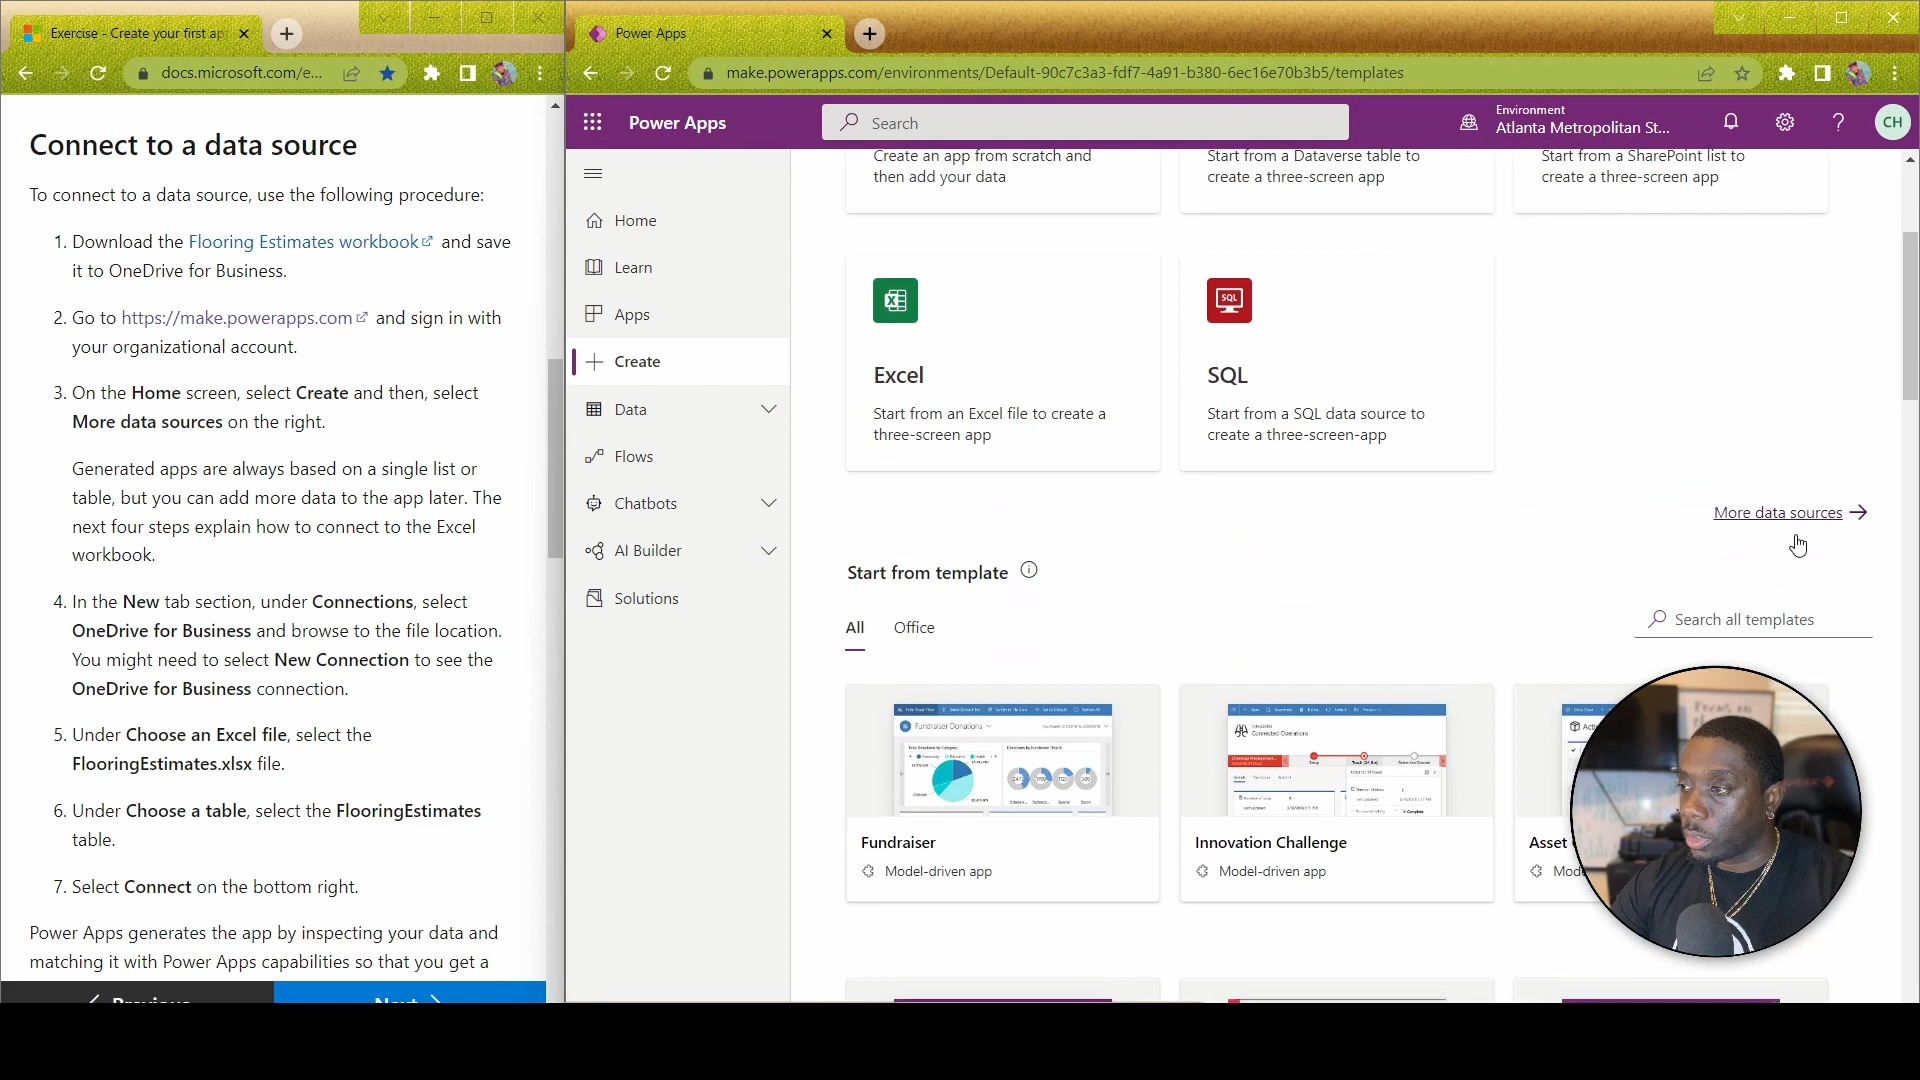 Exercise - Create your first ap
docs.microsoft.com/e...
Connect to a data source
To connect to a data source, use the following procedure:
1. Download the Flooring Estimates workbook and save
it to OneDrive for Business.
2. Go to https://make.powerapps.com and sign in with
your organizational account.
3. On the Home screen, select Create and then, select
More data sources on the right.
Generated apps are always based on a single list or
table, but you can add more data to the app later. The
next four steps explain how to connect to the Excel
workbook.
4. In the New tab section, under Connections, select
OneDrive for Business and browse to the file location.
You might need to select New Connection to see the
OneDrive for Business connection.
5. Under Choose an Excel file, select the
FlooringEstimates.xlsx file.
6. Under Choose a table, select the FlooringEstimates
table.
7. Select Connect on the bottom right.
Power Apps generates the app by inspecting your data and
matching it with Power Apps capabilities so that you get a
Previous
Next
Power Apps
make.powerapps.com/environments/Default-90c7c3a3-fdf7-4a91-b380-6ec16e70b3b5/templates
Power Apps
Search
Environment
Atlanta Metropolitan St...
CH
Home
Learn
Apps
Create
Data
Flows
Chatbots
AI Builder
Solutions
Create an app from scratch and
then add your data
Start from a Dataverse table to
create a three-screen app
Start from a SharePoint list to
create a three-screen app
Excel
Start from an Excel file to create a
three-screen app
SQL
SQL
Start from a SQL data source to
create a three-screen-app
More data sources
Start from template
All
Office
Search all templates
Fundraiser Donations
Fundraiser
Model-driven app
Connected Operations
Innovation Challenge
Model-driven app
Asset